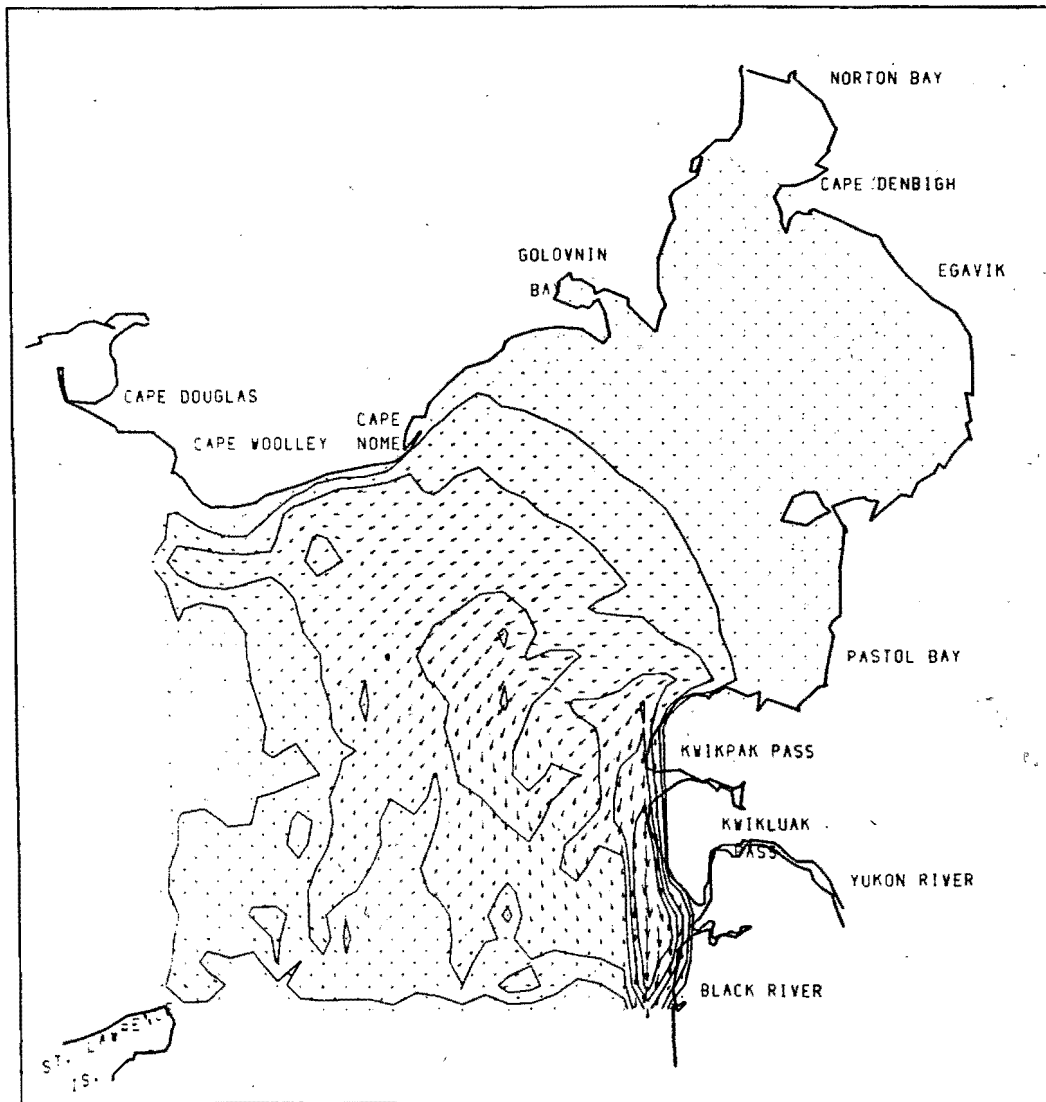 NORTON BAY
CAPE DENBIGH
GOLOVNIN
BAY
EGAVIK
CAPE DOUGLAS
CAPE
CAPE WOOLLEY
NOME
PASTOL BAY
KWIKPAK PASS
KWIKLUAK
PASS
YUKON RIVER
BLACK RIVER
ST. LAWRENCE
IS.